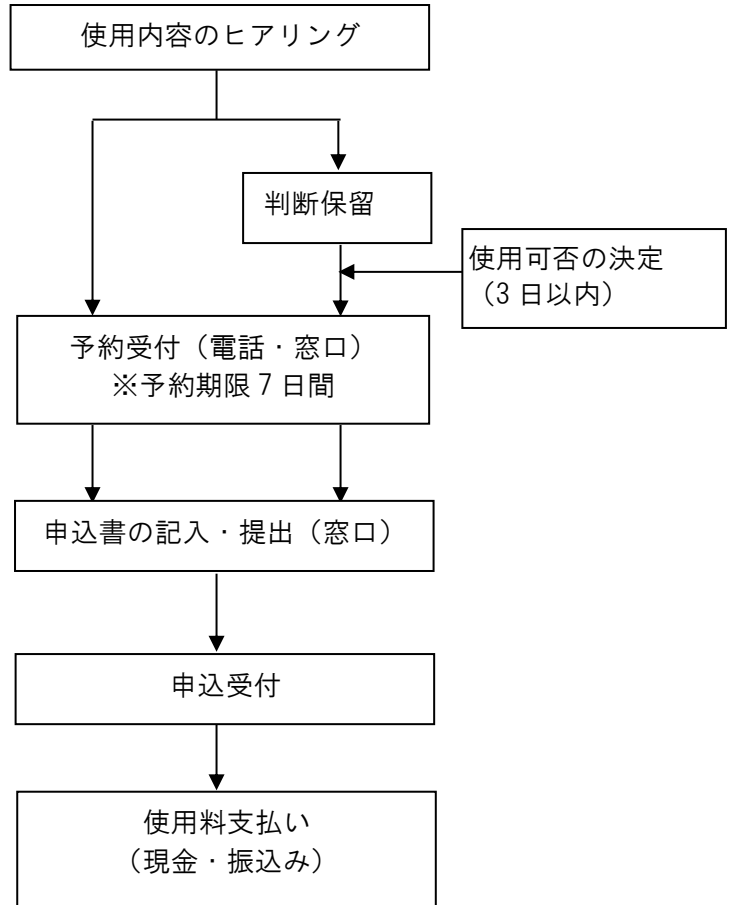 使用内容のヒアリング
判断保留
使用可否の決定
（3日以内）
予約受付（電話・窓口）
※予約期限7日間
申込書の記入・提出（窓口）
申込受付
使用料支払い
（現金・振込み）